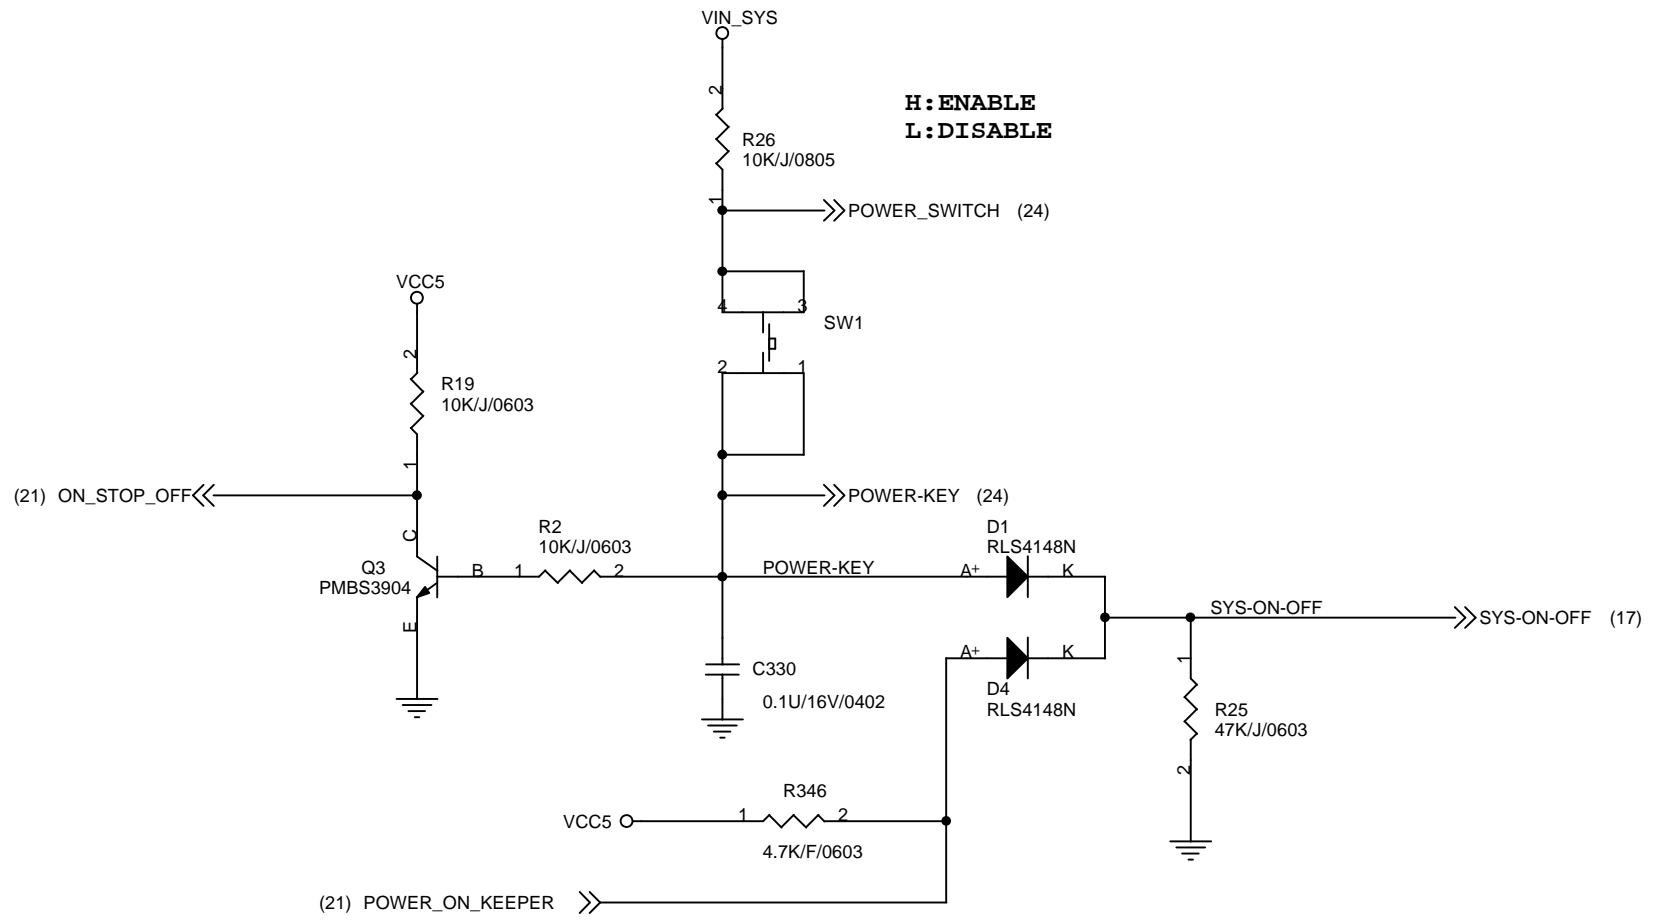 VIN_SYS
2
H:ENABLE
L:DISABLE
R26
10K/J/0805
1
POWER_SWITCH (24)
VCC5
4 3
SW1
2
2 1
R19
10K/J/0603
1
(21) ON_STOP_OFF
POWER-KEY (24)
C
R2
10K/J/0603
D1
RLS4148N
Q3
PMBS3904
B 1 2
POWER-KEY
A+ K
E
SYS-ON-OFF
SYS-ON-OFF (17)
A+ K
C330
0.1U/16V/0402
D4
RLS4148N
1
R25
47K/J/0603
2
R346
VCC5
1 2
4.7K/F/0603
(21) POWER_ON_KEEPER